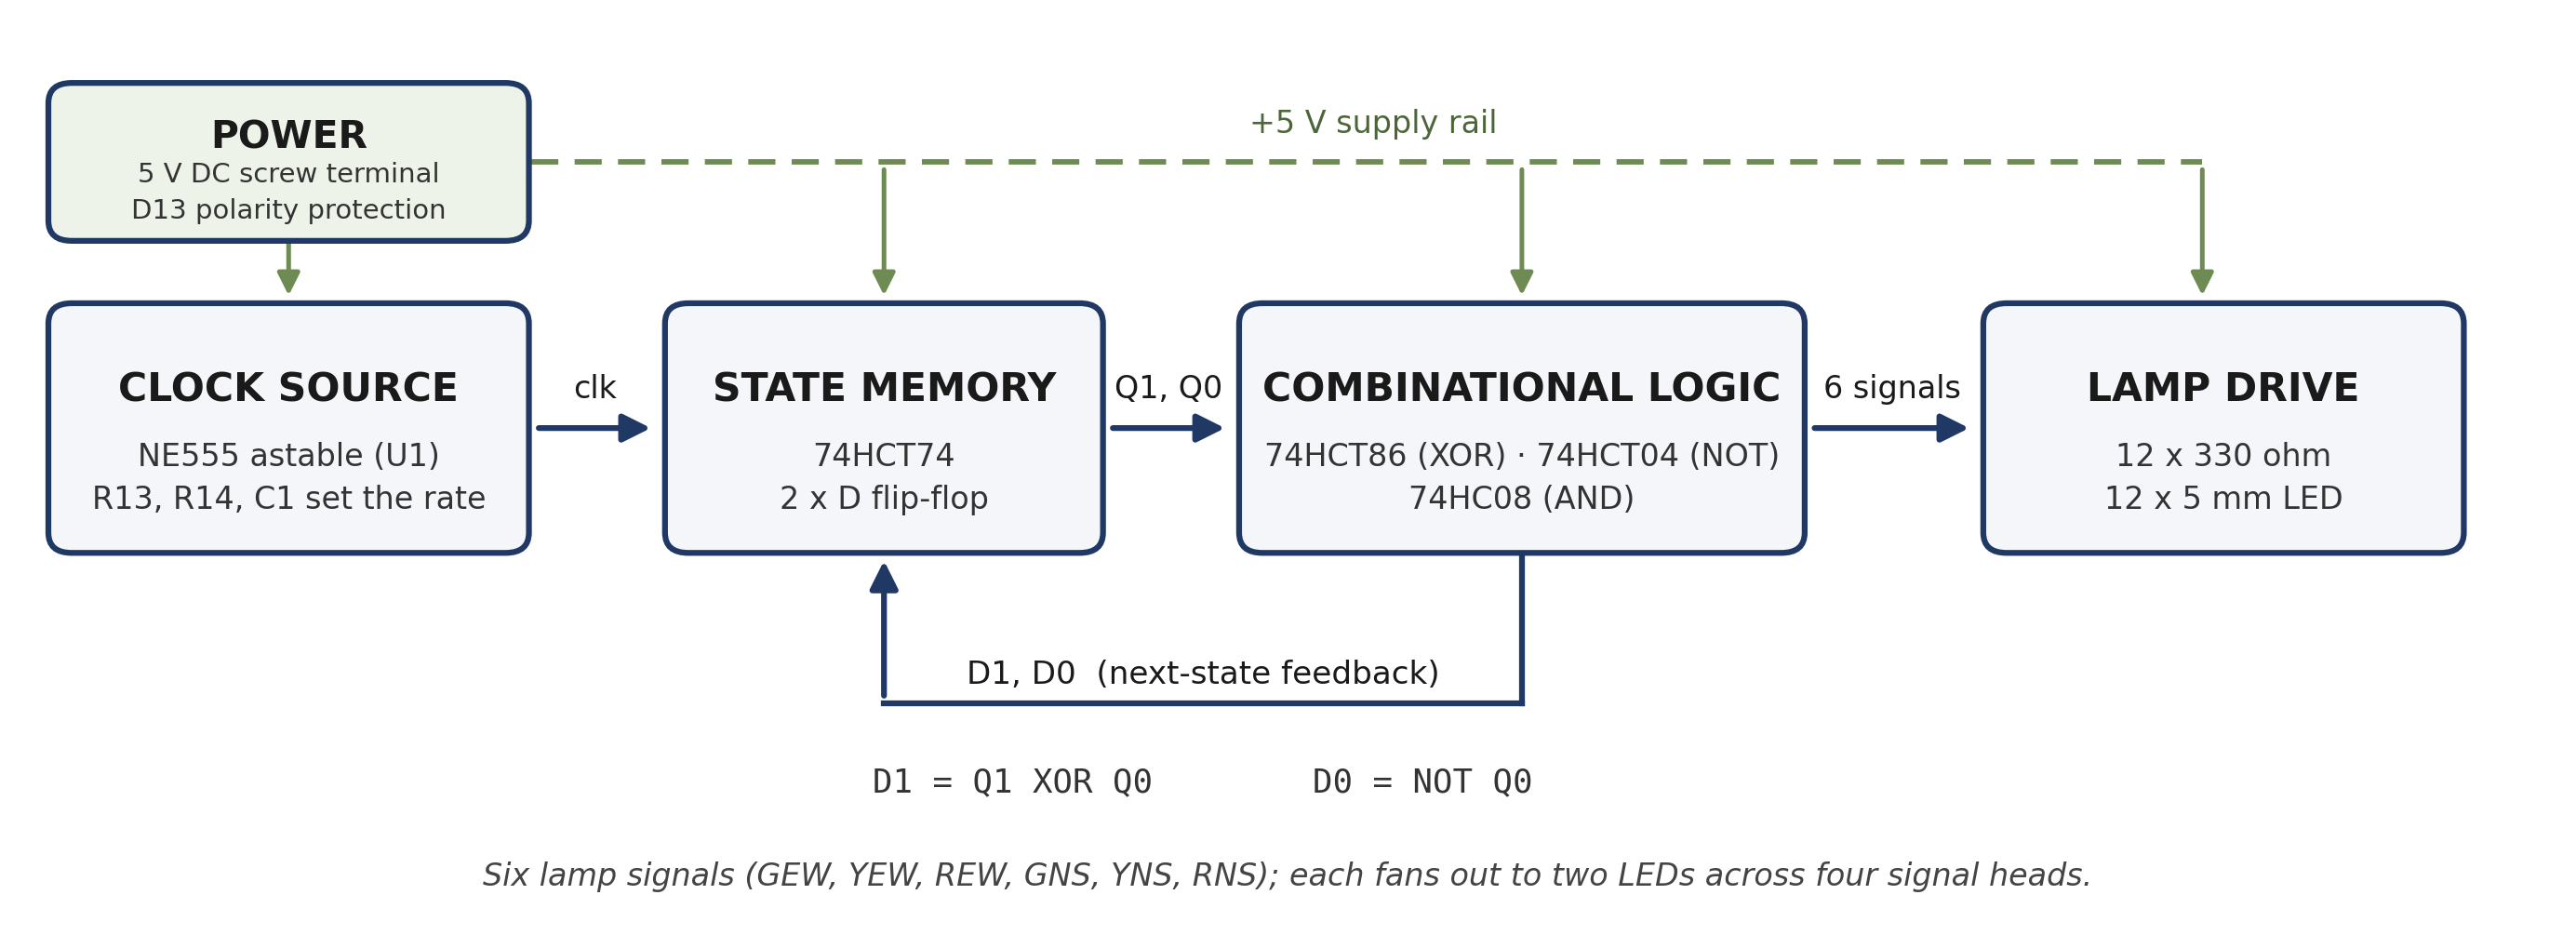 POWER
5 V DC screw terminal
D13 polarity protection
+5 V supply rail
CLOCK SOURCE
NE555 astable (U1)
R13, R14, C1 set the rate
clk
STATE MEMORY
74HCT74
2 x D flip-flop
Q1, Q0
COMBINATIONAL LOGIC
74HCT86 (XOR) · 74HCT04 (NOT)
74HC08 (AND)
6 signals
LAMP DRIVE
12 x 330 ohm
12 x 5 mm LED
D1, D0 (next-state feedback)
D1 = Q1 XOR Q0
D0 = NOT Q0
Six lamp signals (GEW, YEW, REW, GNS, YNS, RNS); each fans out to two LEDs across four signal heads.